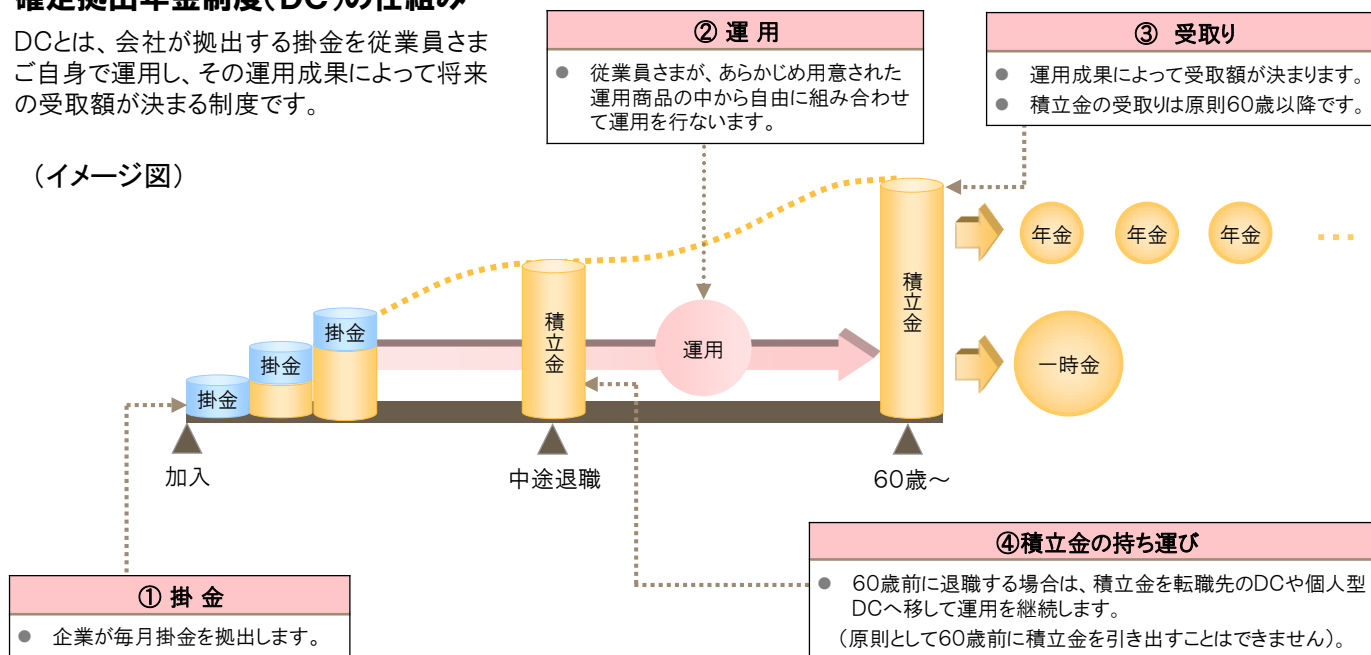 確定拠出年金制度(DC)の仕組み
DCとは、会社が拠出する掛金を従業員さま
ご自身で運用し、その運用成果によって将来
の受取額が決まる制度です。
(イメージ図)
② 運 用
● 従業員さまが、あらかじめ用意された
運用商品の中から自由に組み合わせ
て運用を行ないます。
③ 受取り
● 運用成果によって受取額が決まります。
● 積立金の受取りは原則60歳以降です。
掛金
掛金
掛金
積立金
運用
積立金
年金
年金
年金
一時金
加入
中途退職
60歳~
① 掛 金
● 企業が毎月掛金を拠出します。
④積立金の持ち運び
● 60歳前に退職する場合は、積立金を転職先のDCや個人型
DCへ移して運用を継続します。
(原則として60歳前に積立金を引き出すことはできません)。